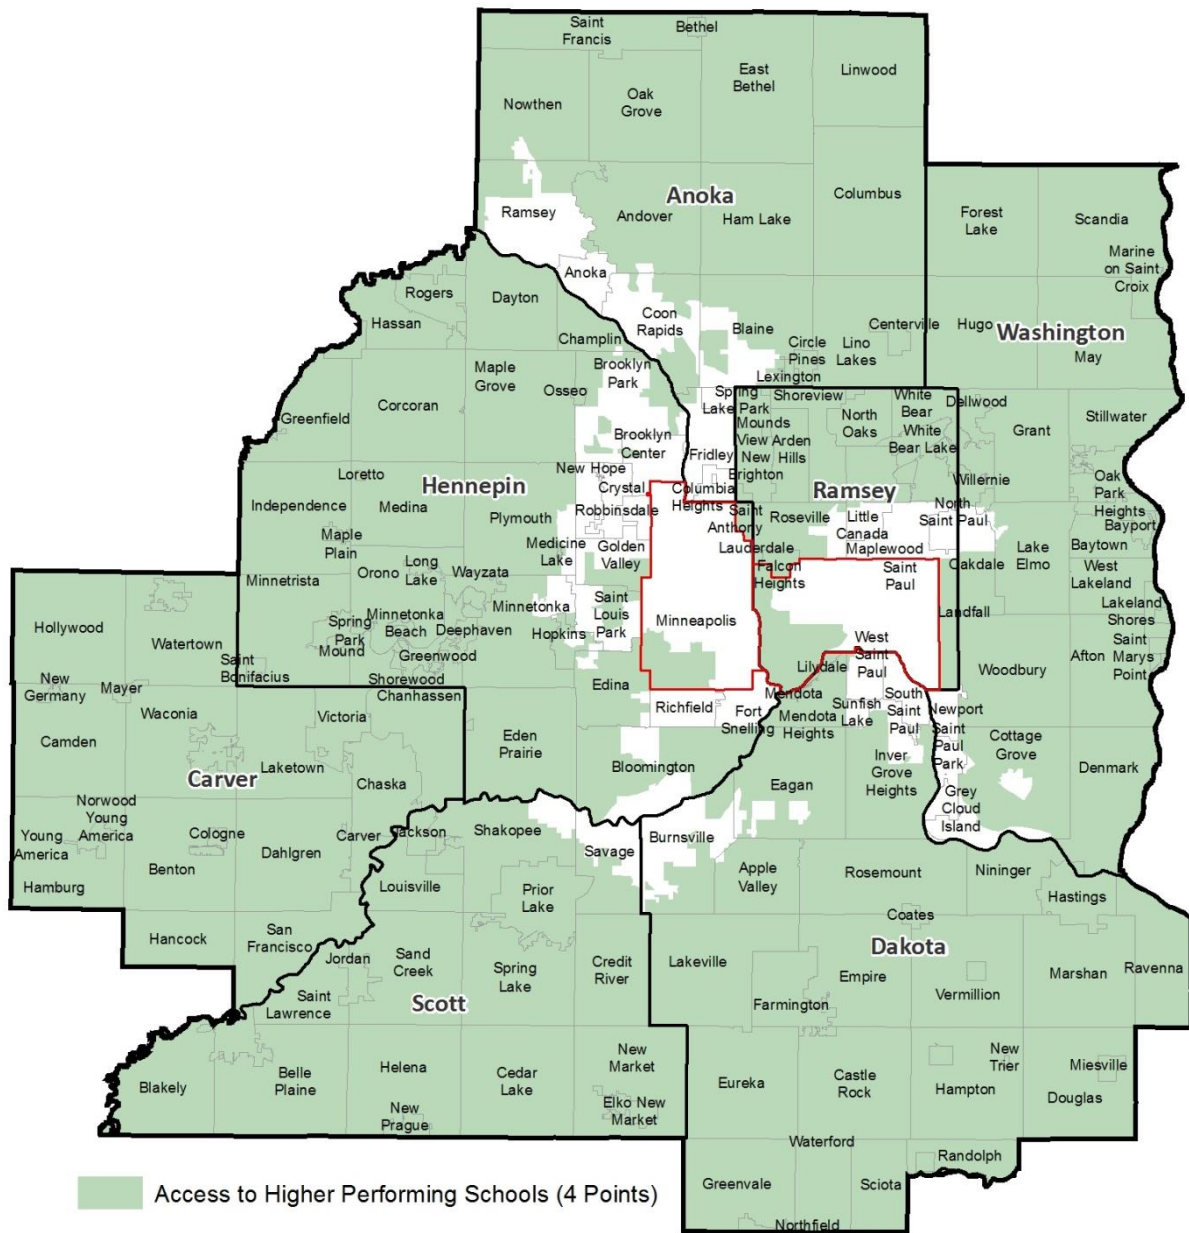 Saint
Francis
Bethel
East
Bethel
Linwood
Nowthen
Oak
Grove
Anoka
Columbus
Ramsey
Andover
Ham Lake
Forest
Lake
Scandia
Marine
on Saint
Croix
Anoka
Rogers
Dayton
Hassan
Coon
Rapids
Blaine
Centerville
Hugo
Washington
Champlin
Circle
Pines
Lino
Lakes
May
Maple
Grove
Brooklyn
Park
Osseo
Lexington
Corcoran
Greenfield
Spring
Lake Park
Shoreview
White
Bear
Dellwood
Stillwater
Mounds
View
North
Oaks
White
Bear Lake
Grant
Arden
Hills
Brooklyn
Center
Fridley
New
Brighton
Loretto
Hennepin
New Hope
Crystal
Columbia
Heights
Ramsey
Willernie
Oak
Park
Heights
Independence
Medina
Plymouth
Robbinsdale
Saint
Anthony
Roseville
Little
Canada
North
Saint Paul
Bayport
Maple
Plain
Medicine
Lake
Golden
Valley
Lauderdale
Maplewood
Lake
Elmo
Baytown
Minnetrista
Orono
Long
Lake
Wayzata
Falcon
Heights
Saint
Paul
Oakdale
West
Lakeland
Hollywood
Watertown
Minnetonka
Beach
Minnetonka
Saint
Louis
Park
Minneapolis
Landfall
Lakeland
Shores
Spring
Park
Mound
Deephaven
Hopkins
West
Saint
Paul
Saint
Marys
Point
Saint
Bonifacius
Greenwood
Shorewood
Lilydale
Woodbury
Afton
New
Germany
Mayer
Chanhassen
Edina
Mendota
South
Saint
Paul
Waconia
Victoria
Richfield
Fort
Snelling
Mendota
Heights
Sunfish
Lake
Newport
Camden
Eden
Prairie
Saint
Paul
Park
Cottage
Grove
Carver
Laketown
Chaska
Bloomington
Eagan
Inver
Grove
Heights
Denmark
Norwood
Young
America
Grey
Cloud
Island
Young
America
Cologne
Carver
Jackson
Shakopee
Savage
Burnsville
Benton
Dahlgren
Hamburg
Louisville
Prior
Lake
Apple
Valley
Rosemount
Nininger
Hastings
Coates
Hancock
San
Francisco
Jordan
Sand
Creek
Spring
Lake
Credit
River
Lakeville
Dakota
Empire
Marshan
Ravenna
Saint
Lawrence
Scott
Farmington
Vermillion
Blakely
Belle
Plaine
Helena
Cedar
Lake
New
Market
Eureka
Castle
Rock
New
Trier
Hampton
Miesville
Douglas
New
Prague
Elko New
Market
Waterford
Randolph
Greenvale
Sciota
Northfield
Access to Higher Performing Schools (4 Points)